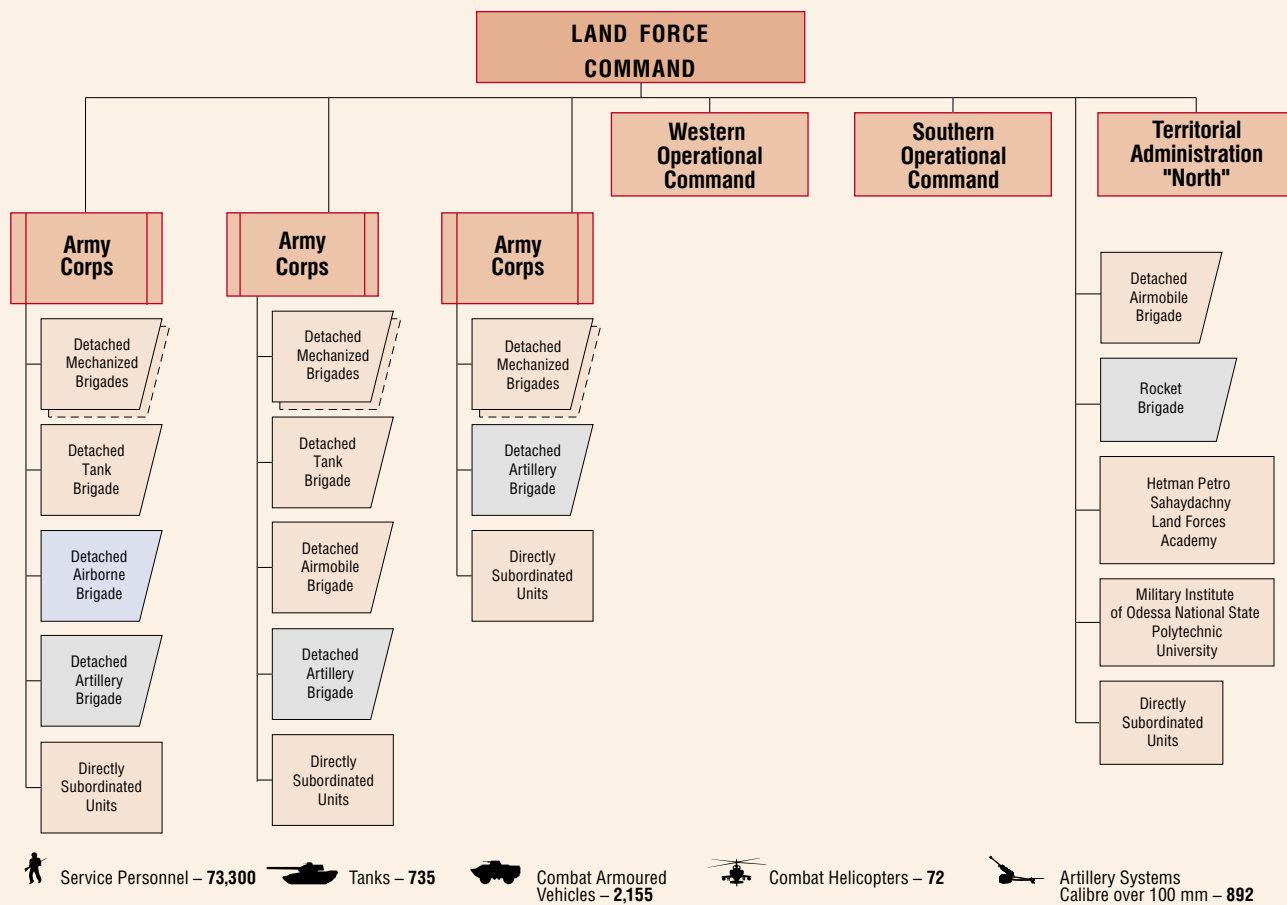 LAND FORCE
COMMAND
Western
Operational
Command
Southern
Operational
Command
Territorial
Administration
"North"
Army
Corps
Detached
Mechanized
Brigades
Detached
Tank
Brigade
Detached
Airborne
Brigade
Detached
Artillery
Brigade
Directly
Subordinated
Units
Army
Corps
Detached
Mechanized
Brigades
Detached
Tank
Brigade
Detached
Airmobile
Brigade
Detached
Artillery
Brigade
Directly
Subordinated
Units
Army
Corps
Detached
Mechanized
Brigades
Detached
Artillery
Brigade
Directly
Subordinated
Units
Detached
Airmobile
Brigade
Rocket
Brigade
Hetman Petro
Sahaydachny
Land Forces
Academy
Military Institute
of Odessa National State
Polytechnic
University
Directly
Subordinated
Units
Service Personnel – 73,300
Tanks – 735
Combat Armoured
Vehicles – 2,155
Combat Helicopters – 72
Artillery Systems
Calibre over 100 mm – 892